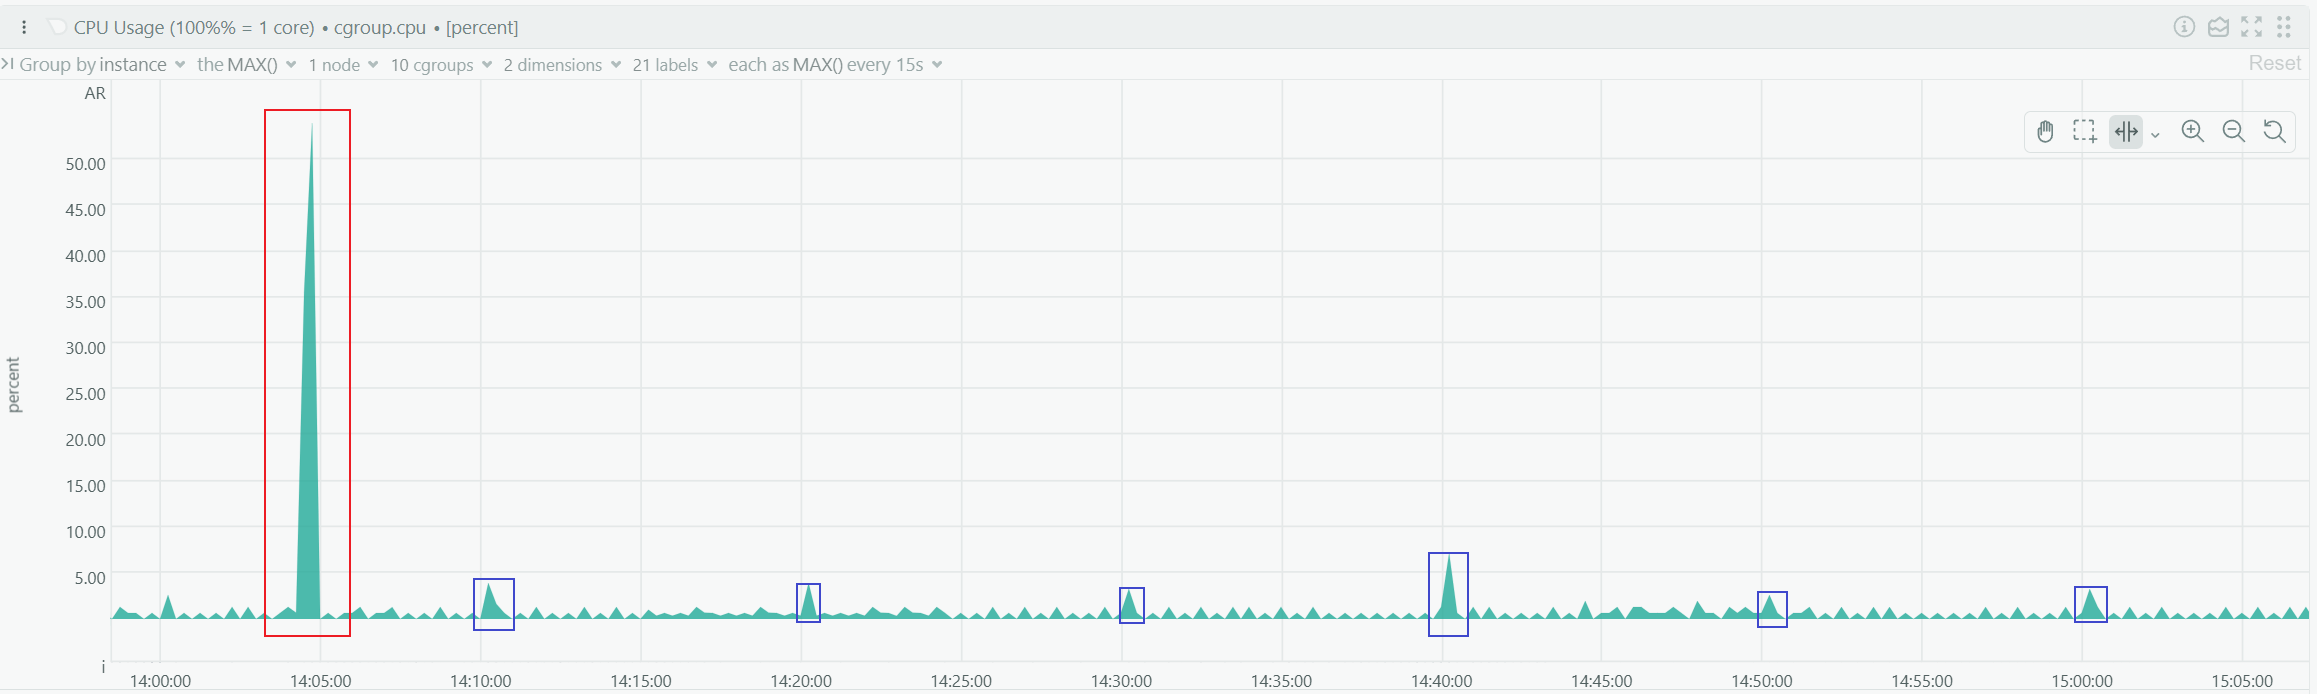 CPU Usage (100%% = 1 core) • cgroup.cpu • [percent]
Group by instance the MAX() 1 node 10 cgroups 2 dimensions 21 labels each as MAX() every 15s Reset
AR
50.00
45.00
40.00
35.00
30.00
25.00
20.00
15.00
10.00
5.00
percent
i
14:00:00 14:05:00 14:10:00 14:15:00 14:20:00 14:25:00 14:30:00 14:35:00 14:40:00 14:45:00 14:50:00 14:55:00 15:00:00 15:05:00